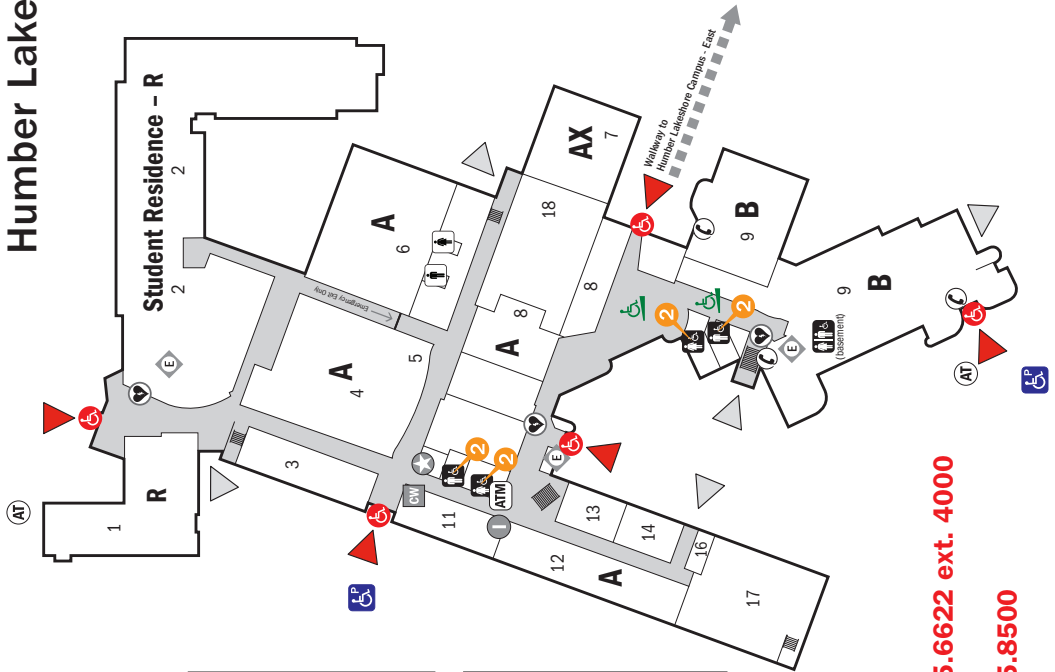 Humber Lake
Student Residence – R
2
2
E
AT
1
R
3
A
4
5
Emergency Exit Only
A
6
AX
7
18
8
8
A
Walkway to
Humber Lakeshore Campus - East
B
9
9
B
2
2
E
(basement)
AT
P
2
2
CW
ATM
I
E
P
11
12
A
13
14
16
17
5.6622 ext. 4000
5.8500